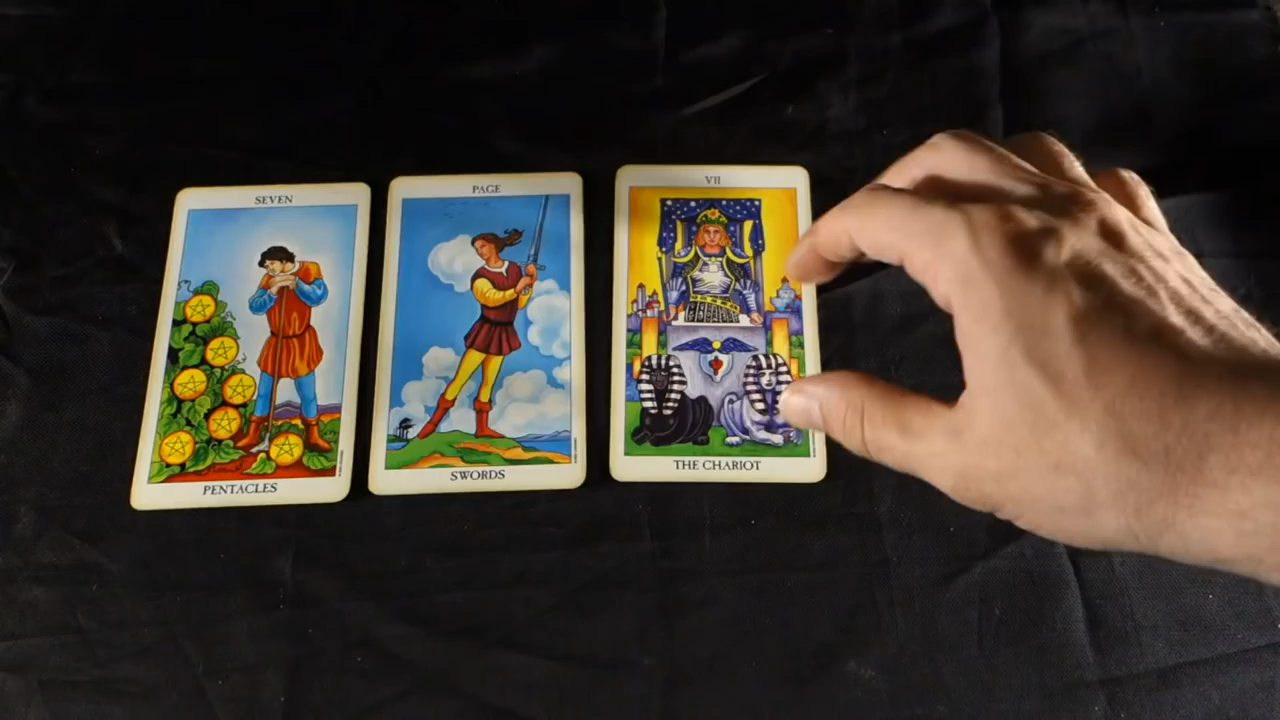 SEVEN
PENTACLES
PAGE
SWORDS
VII
THE CHARIOT